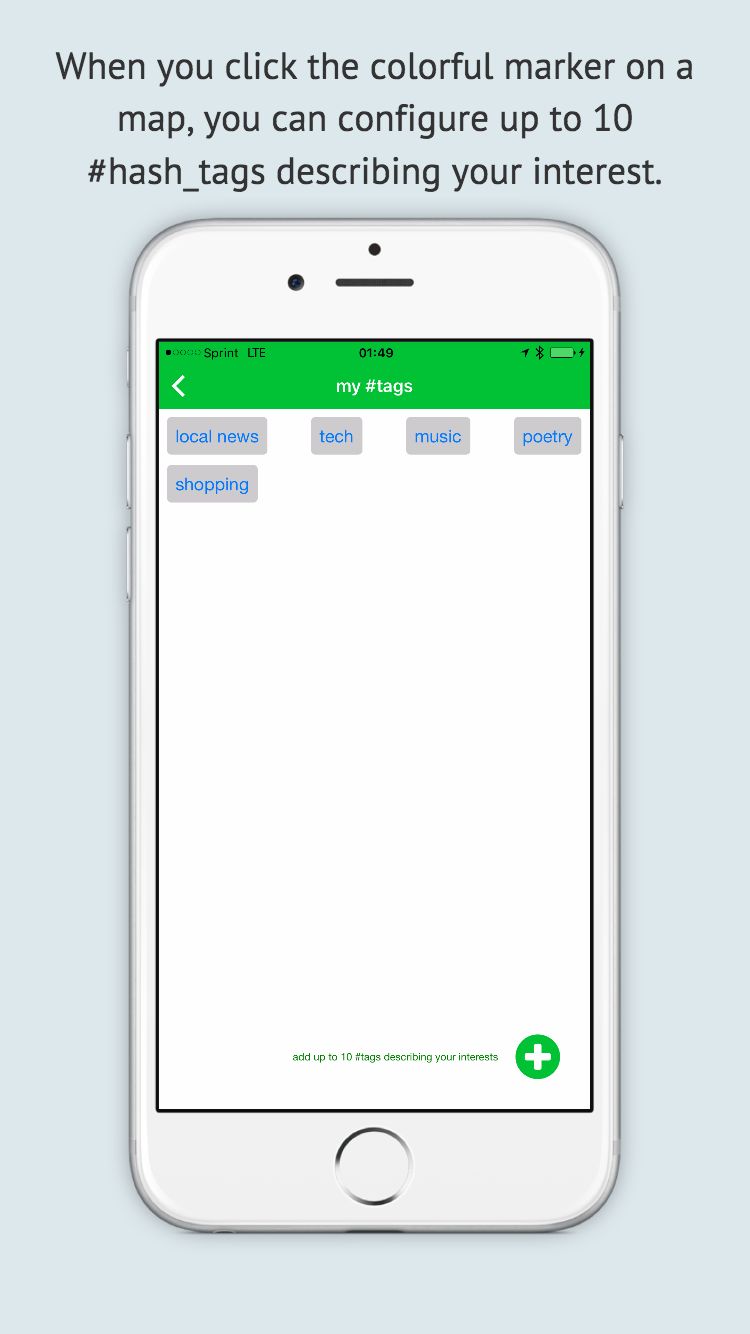 When you click the colorful marker on a
map, you can configure up to 10
#hash_tags describing your interest.
Sprint LTE 01:49
my #tags
local news tech music poetry
shopping
add up to 10 #tags describing your interests